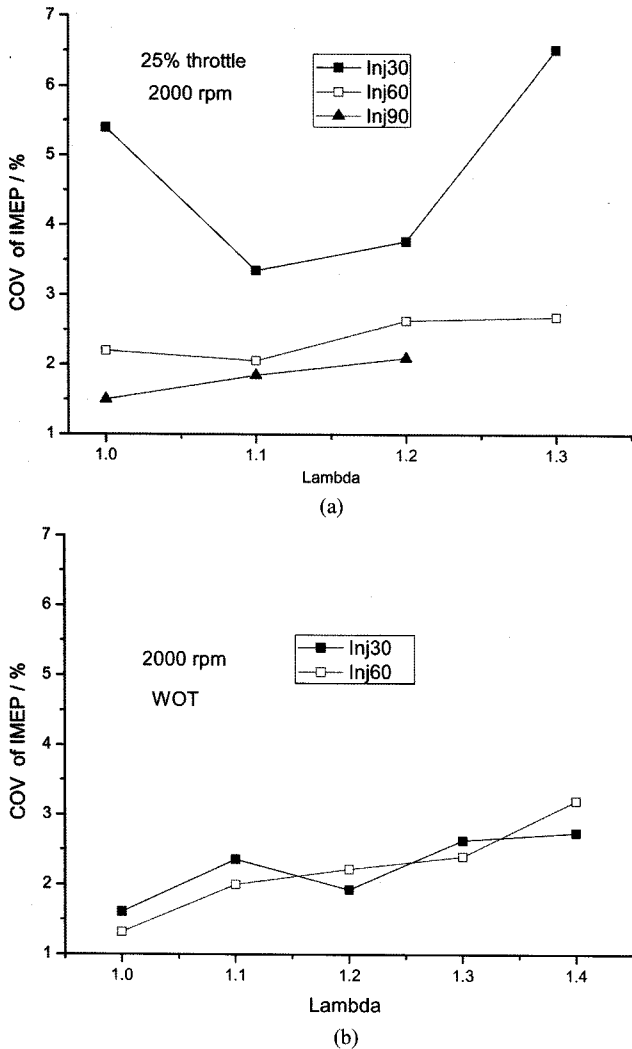 7
6
5
4
3
2
1
COV of IMEP / %
25% throttle
2000 rpm
Inj30
Inj60
Inj90
1.0 1.1 1.2 1.3
Lambda
(a)
7
6
5
4
3
2
1
COV of IMEP / %
2000 rpm
WOT
Inj30
Inj60
1.0 1.1 1.2 1.3 1.4
Lambda
(b)